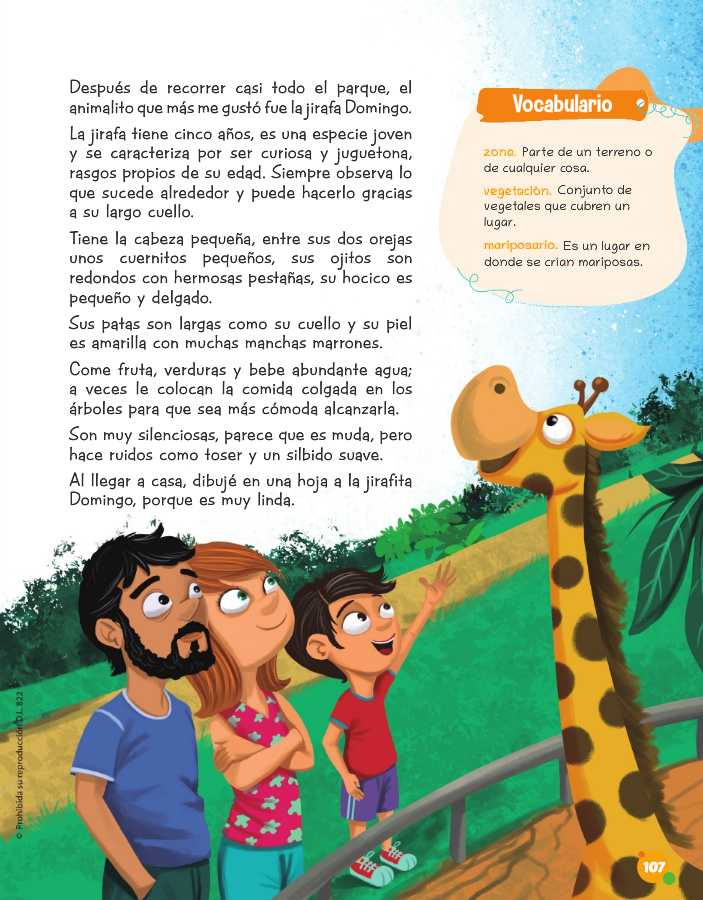 Después de recorrer casi todo el parque, el
animalito que más me gustó fue la jirafa Domingo.
La jirafa tiene cinco años, es una especie joven
y se caracteriza por ser curiosa y juguetona,
rasgos propios de su edad. Siempre observa lo
que sucede alrededor y puede hacerlo gracias
a su largo cuello.
Tiene la cabeza pequeña, entre sus dos orejas
unos cuernitos pequeños, sus ojitos son
redondos con hermosas pestañas, su hocico es
pequeño y delgado.
Sus patas son largas como su cuello y su piel
es amarilla con muchas manchas marrones.
Come fruta, verduras y bebe abundante agua;
a veces le colocan la comida colgada en los
árboles para que sea más cómoda alcanzarla.
Son muy silenciosas, parece que es muda, pero
hace ruidos como toser y un silbido suave.
Al llegar a casa, dibujé en una hoja a la jirafita
Domingo, porque es muy linda.
Vocabulario
zona. Parte de un terreno o
de cualquier cosa.
vegetación. Conjunto de
vegetales que cubren un
lugar.
mariposario. Es un lugar en
donde se crían mariposas.
© Prohibida su reproducción D.L. 822
107